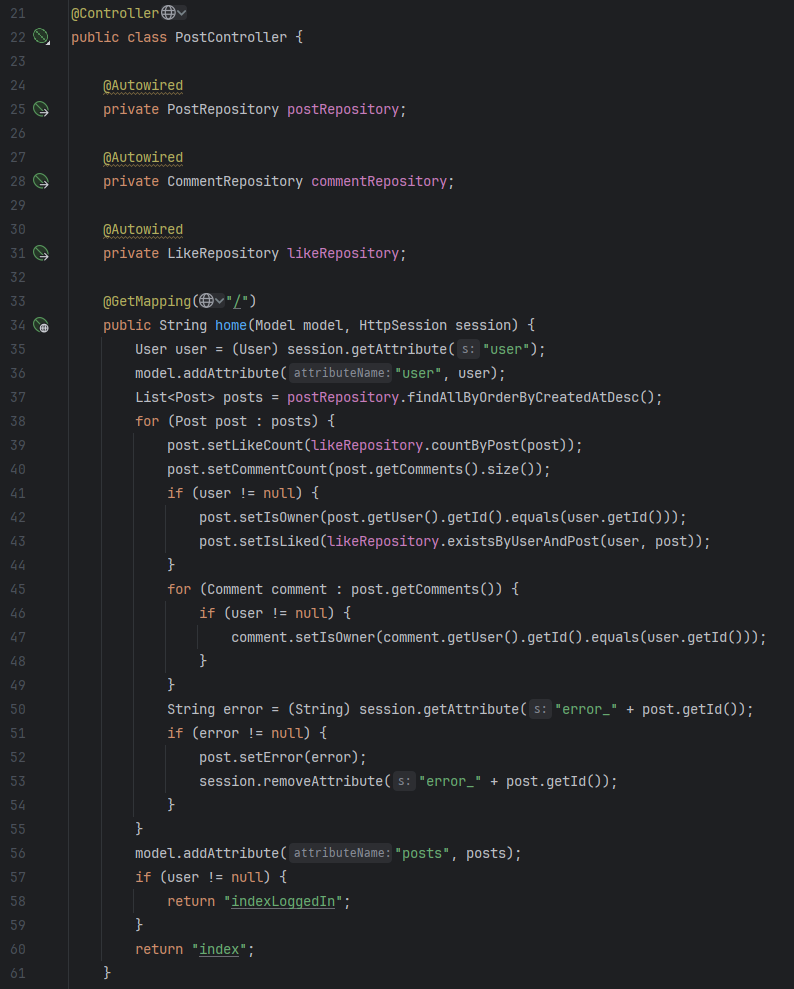 21 @Controller
22 public class PostController {
23
24     @Autowired
25     private PostRepository postRepository;
26
27     @Autowired
28     private CommentRepository commentRepository;
29
30     @Autowired
31     private LikeRepository likeRepository;
32
33     @GetMapping("/")
34     public String home(Model model, HttpSession session) {
35         User user = (User) session.getAttribute( s: "user");
36         model.addAttribute( attributeName: "user", user);
37         List<Post> posts = postRepository.findAllByOrderByCreatedAtDesc();
38         for (Post post : posts) {
39             post.setLikeCount(likeRepository.countByPost(post));
40             post.setCommentCount(post.getComments().size());
41             if (user != null) {
42                 post.setIsOwner(post.getUser().getId().equals(user.getId()));
43                 post.setIsLiked(likeRepository.existsByUserAndPost(user, post));
44             }
45             for (Comment comment : post.getComments()) {
46                 if (user != null) {
47                     comment.setIsOwner(comment.getUser().getId().equals(user.getId()));
48                 }
49             }
50             String error = (String) session.getAttribute( s: "error_" + post.getId());
51             if (error != null) {
52                 post.setError(error);
53                 session.removeAttribute( s: "error_" + post.getId());
54             }
55         }
56         model.addAttribute( attributeName: "posts", posts);
57         if (user != null) {
58             return "indexLoggedIn";
59         }
60         return "index";
61     }